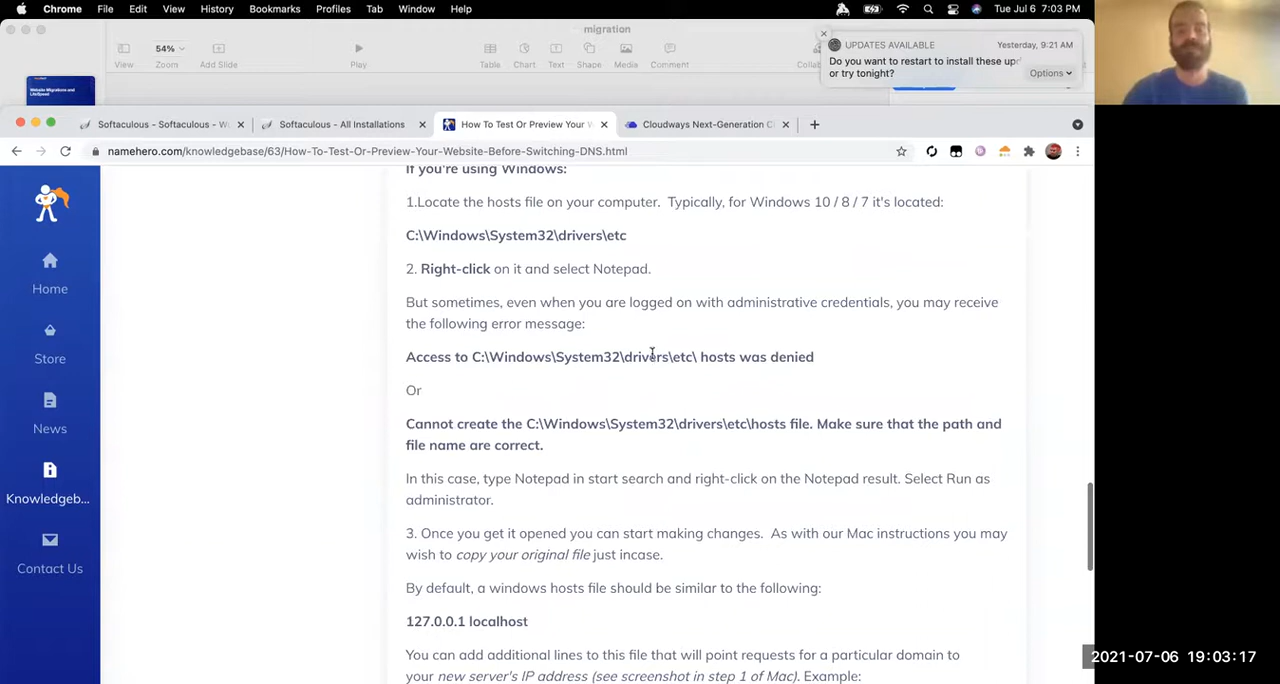 Chrome File Edit View History Bookmarks Profiles Tab Window Help
Tue Jul 6 7:03 PM
migration
54%
View Zoom Add Slide Play Table Chart Text Shape Media Comment
UPDATES AVAILABLE Yesterday, 9:21 AM
Do you want to restart to install these
or try tonight? Options
Website Migrations and
Softaculous - Softaculous - W
Softaculous - All Installations
How To Test Or Preview Your
Cloudways Next-Generation C
namehero.com/knowledgebase/63/How-To-Test-Or-Preview-Your-Website-Before-Switching-DNS.html
Home
Store
News
Knowledgeb...
Contact Us
If you're using Windows:
1.Locate the hosts file on your computer. Typically, for Windows 10 / 8 / 7 it's located:
C:\Windows\System32\drivers\etc
2. Right-click on it and select Notepad.
But sometimes, even when you are logged on with administrative credentials, you may receive
the following error message:
Access to C:\Windows\System32\drivers\etc\ hosts was denied
Or
Cannot create the C:\Windows\System32\drivers\etc\hosts file. Make sure that the path and
file name are correct.
In this case, type Notepad in start search and right-click on the Notepad result. Select Run as
administrator.
3. Once you get it opened you can start making changes. As with our Mac instructions you may
wish to copy your original file just incase.
By default, a windows hosts file should be similar to the following:
127.0.0.1 localhost
You can add additional lines to this file that will point requests for a particular domain to
your new server's IP address (see screenshot in step 1 of Mac). Example:
2021-07-06 19:03:17